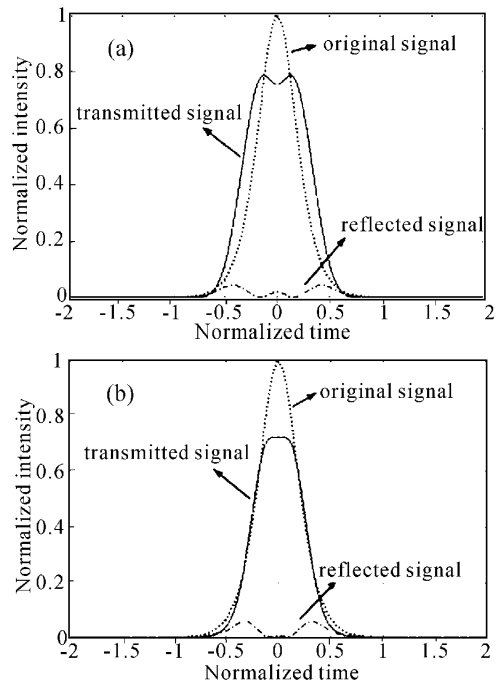 1
(a)
original signal
0.8
transmitted signal
0.6
Normalized intensity
0.4
reflected signal
0.2
0
-2 -1.5 -1 -0.5 0 0.5 1 1.5 2
Normalized time
1
(b)
original signal
0.8
transmitted signal
0.6
Normalized intensity
0.4
reflected signal
0.2
0
-2 -1.5 -1 -0.5 0 0.5 1 1.5 2
Normalized time